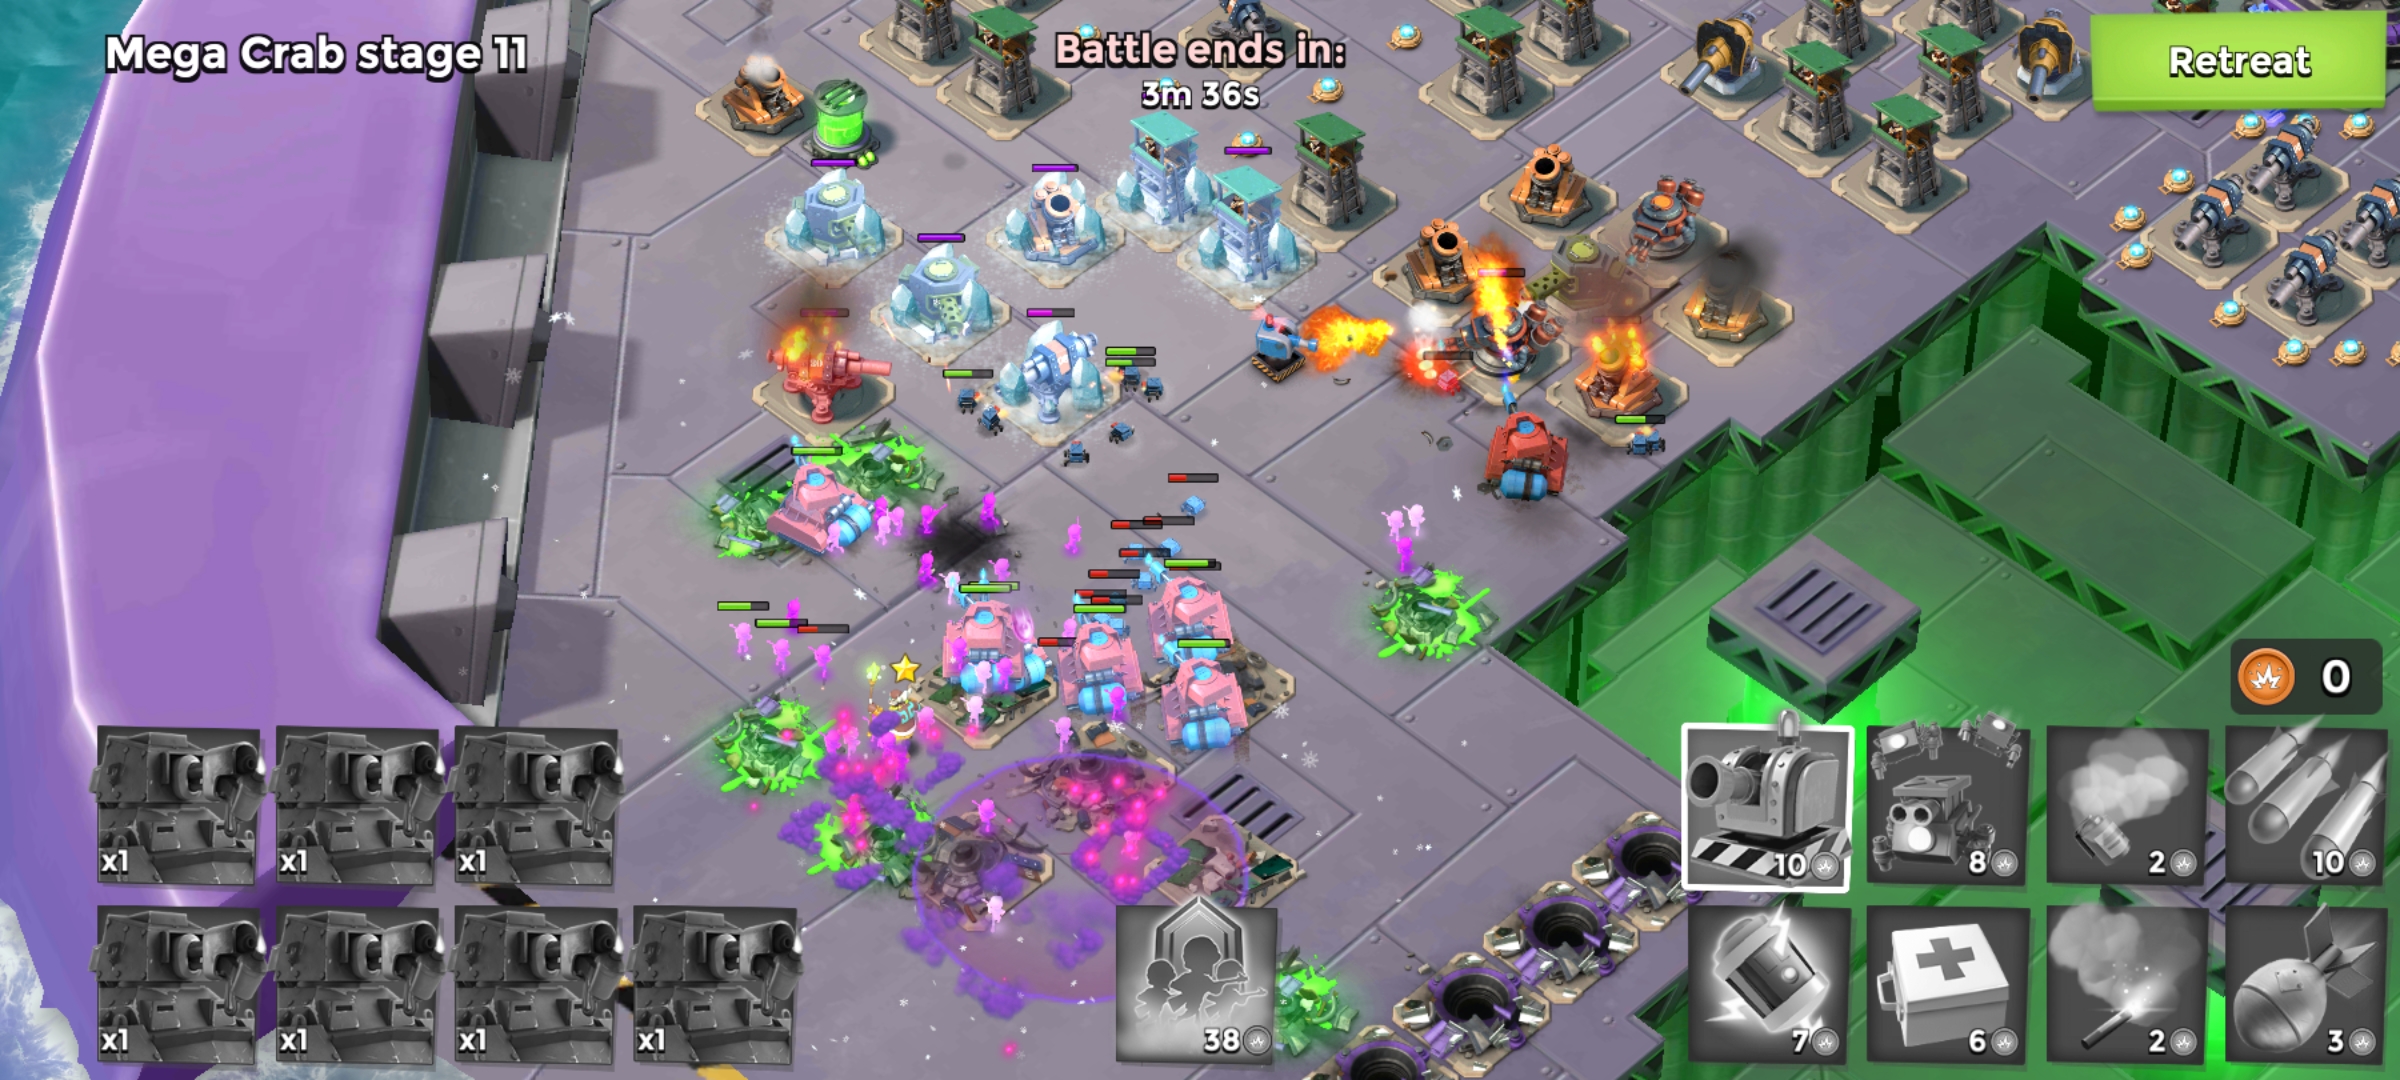 Mega Crab stage 11
Battle ends in:
3m 36s
Retreat
0
x1
x1
x1
10
8
2
10
x1
x1
x1
x1
38
7
6
2
3